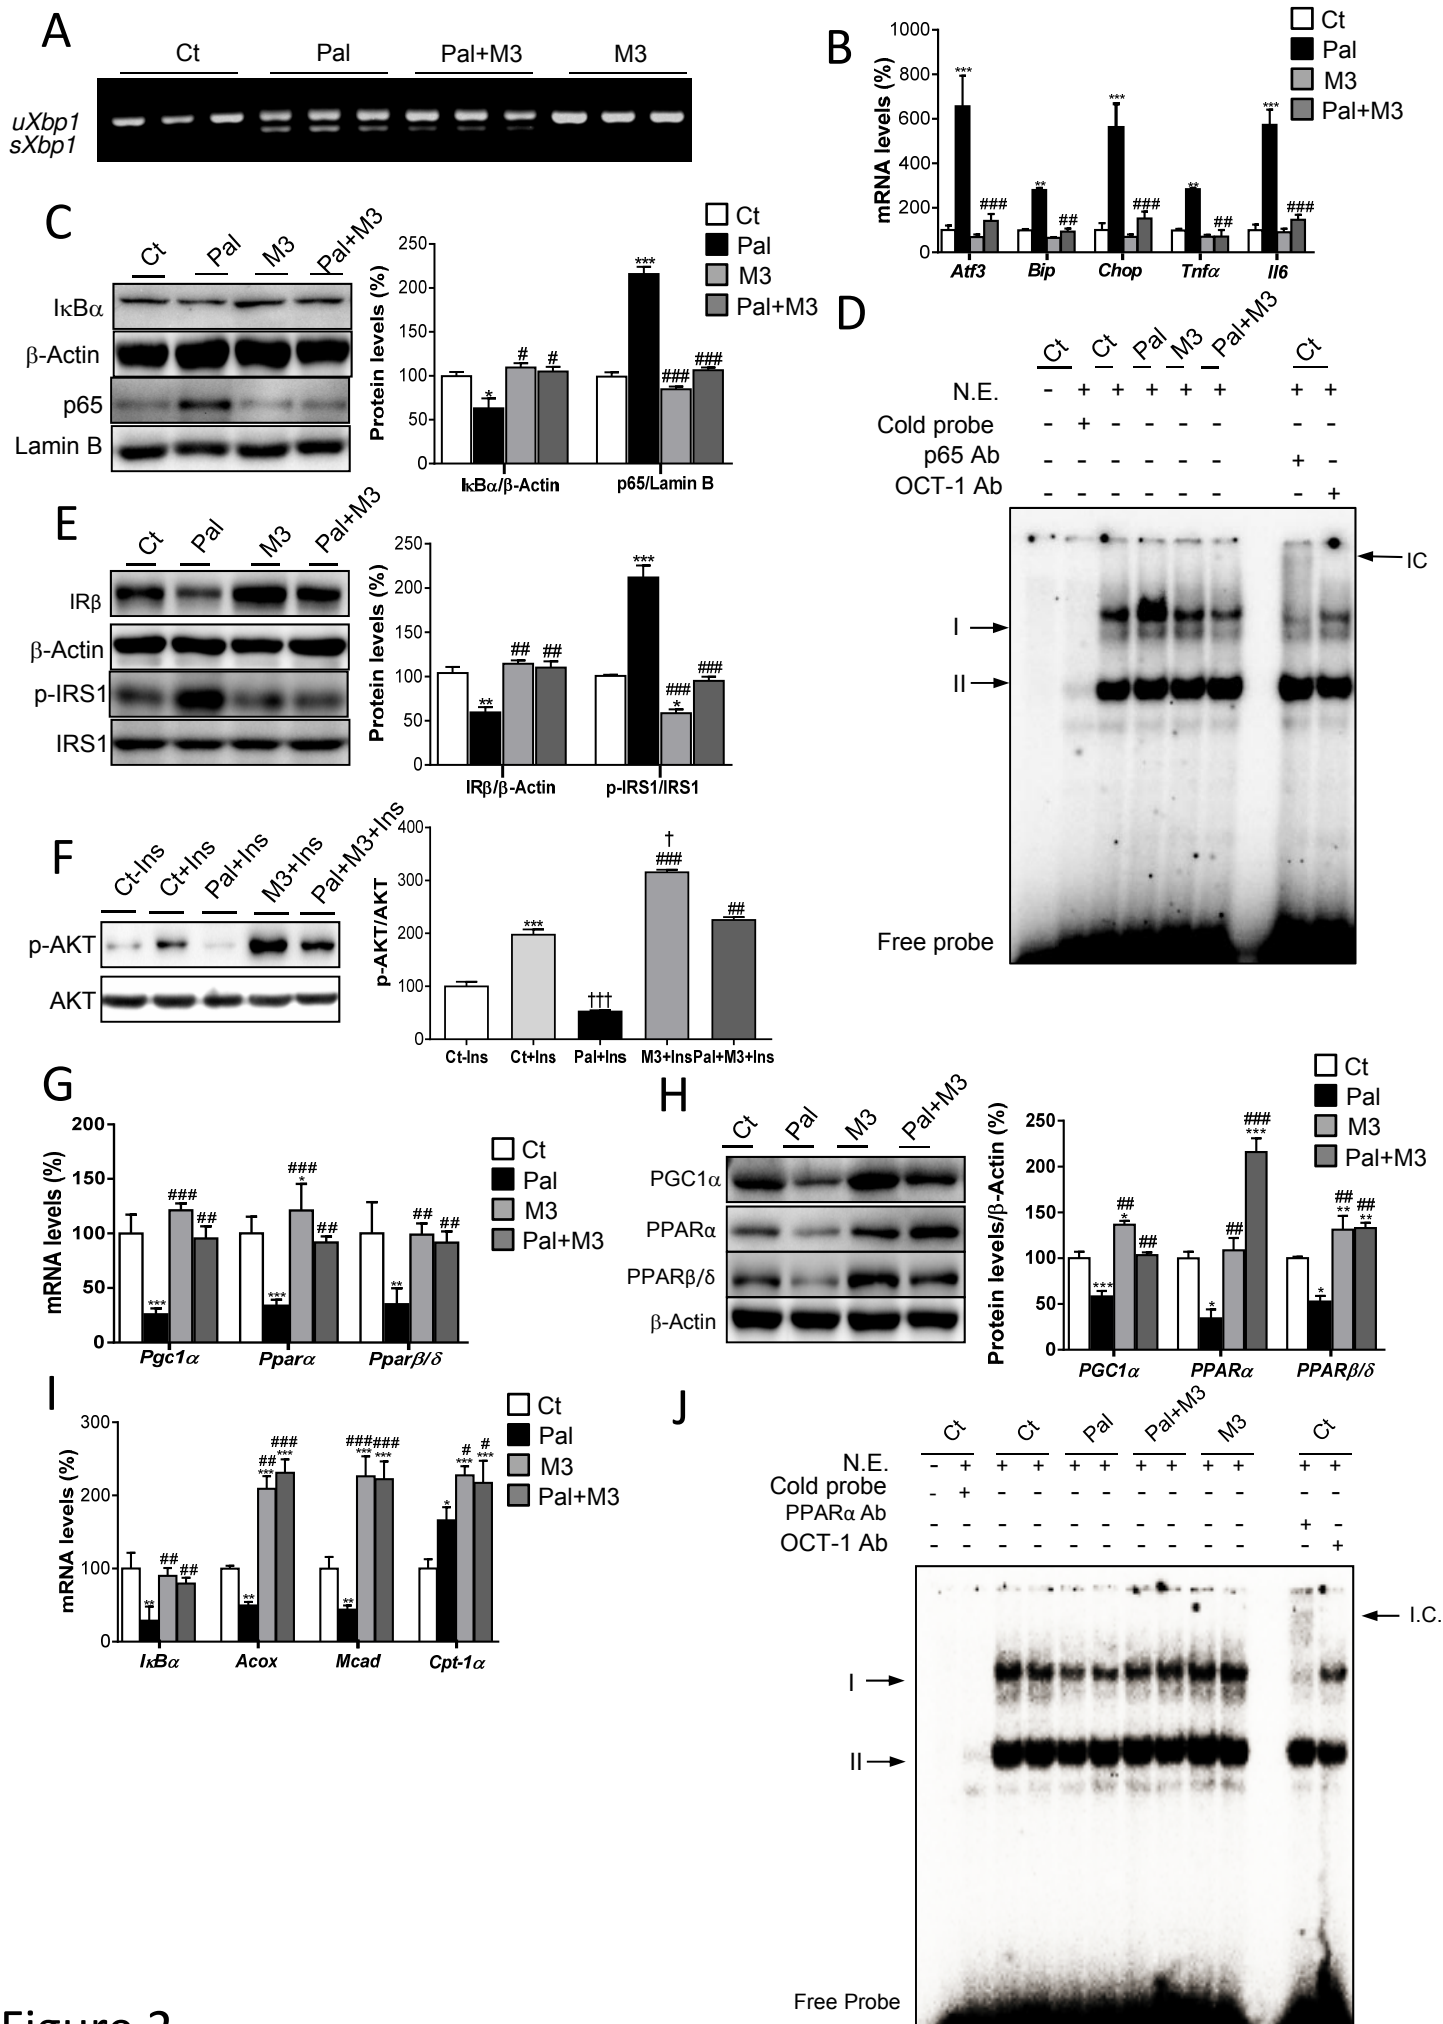 A
Ct Pal Pal+M3 M3
uXbp1
sXbp1
B
mRNA levels (%)
1000
800
600
400
200
0
*** ** *** ** ***
### ## ### ## ###
Atf3 Bip Chop Tnfα Il6
Ct
Pal
M3
Pal+M3
C
Ct Pal M3 Pal+M3
IκBα
β-Actin
p65
Lamin B
Protein levels (%)
250
200
150
100
50
0
* # # *** ### ###
IκBα/β-Actin p65/Lamin B
Ct
Pal
M3
Pal+M3
D
Ct Ct Pal M3 Pal+M3 Ct
N.E. - + + + + + + +
Cold probe - + - - - - - -
p65 Ab - - - - - - + -
OCT-1 Ab - - - - - - - +
IC
I
II
Free probe
E
Ct Pal M3 Pal+M3
IRβ
β-Actin
p-IRS1
IRS1
Protein levels (%)
250
200
150
100
50
0
** ## ## *** ### * ###
IRβ/β-Actin p-IRS1/IRS1
F
Ct-Ins Ct+Ins Pal+Ins M3+Ins Pal+M3+Ins
p-AKT
AKT
p-AKT/AKT
400
300
200
100
0
*** ††† † ### ##
Ct-Ins Ct+Ins Pal+Ins M3+Ins Pal+M3+Ins
G
mRNA levels (%)
200
150
100
50
0
*** ### ## *** ### * ## ** ## ##
Pgc1α Pparα Pparβ/δ
Ct
Pal
M3
Pal+M3
H
Ct Pal M3 Pal+M3
PGC1α
PPARα
PPARβ/δ
β-Actin
Protein levels/β-Actin (%)
250
200
150
100
50
0
*** ## * ## * ## ### *** * ## ** ## **
PGC1α PPARα PPARβ/δ
Ct
Pal
M3
Pal+M3
I
mRNA levels (%)
300
200
100
0
** ## ## ** ## *** ### *** ** ### *** ### *** * # *** # ***
IκBα Acox Mcad Cpt-1α
Ct
Pal
M3
Pal+M3
J
Ct Ct Pal Pal+M3 M3 Ct
N.E. - + + + + + + + + + + +
Cold probe - + - - - - - - - - - -
PPARα Ab - - - - - - - - - - + -
OCT-1 Ab - - - - - - - - - - - +
I.C.
I
II
Free Probe
Figure 2